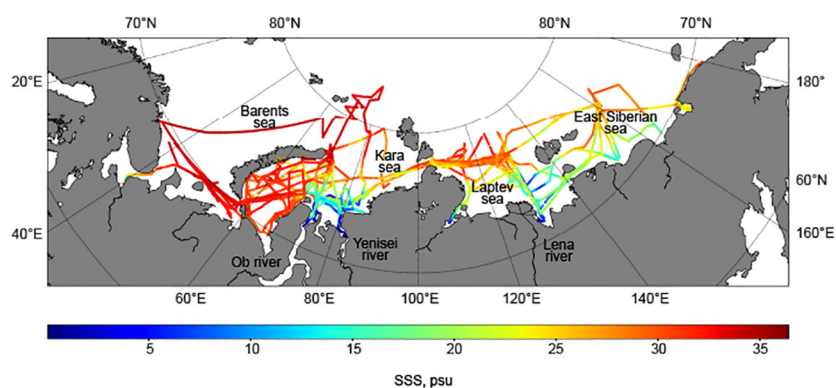 70°N 80°N 80°N 70°N
20°E 180°
Barents
sea
East Siberian
sea
Kara
sea
Laptev
sea
60°N
40°E 160°E
Yenisei
river
Lena
river
Ob river
60°E 80°E 100°E 120°E 140°E
5 10 15 20 25 30 35
SSS, psu